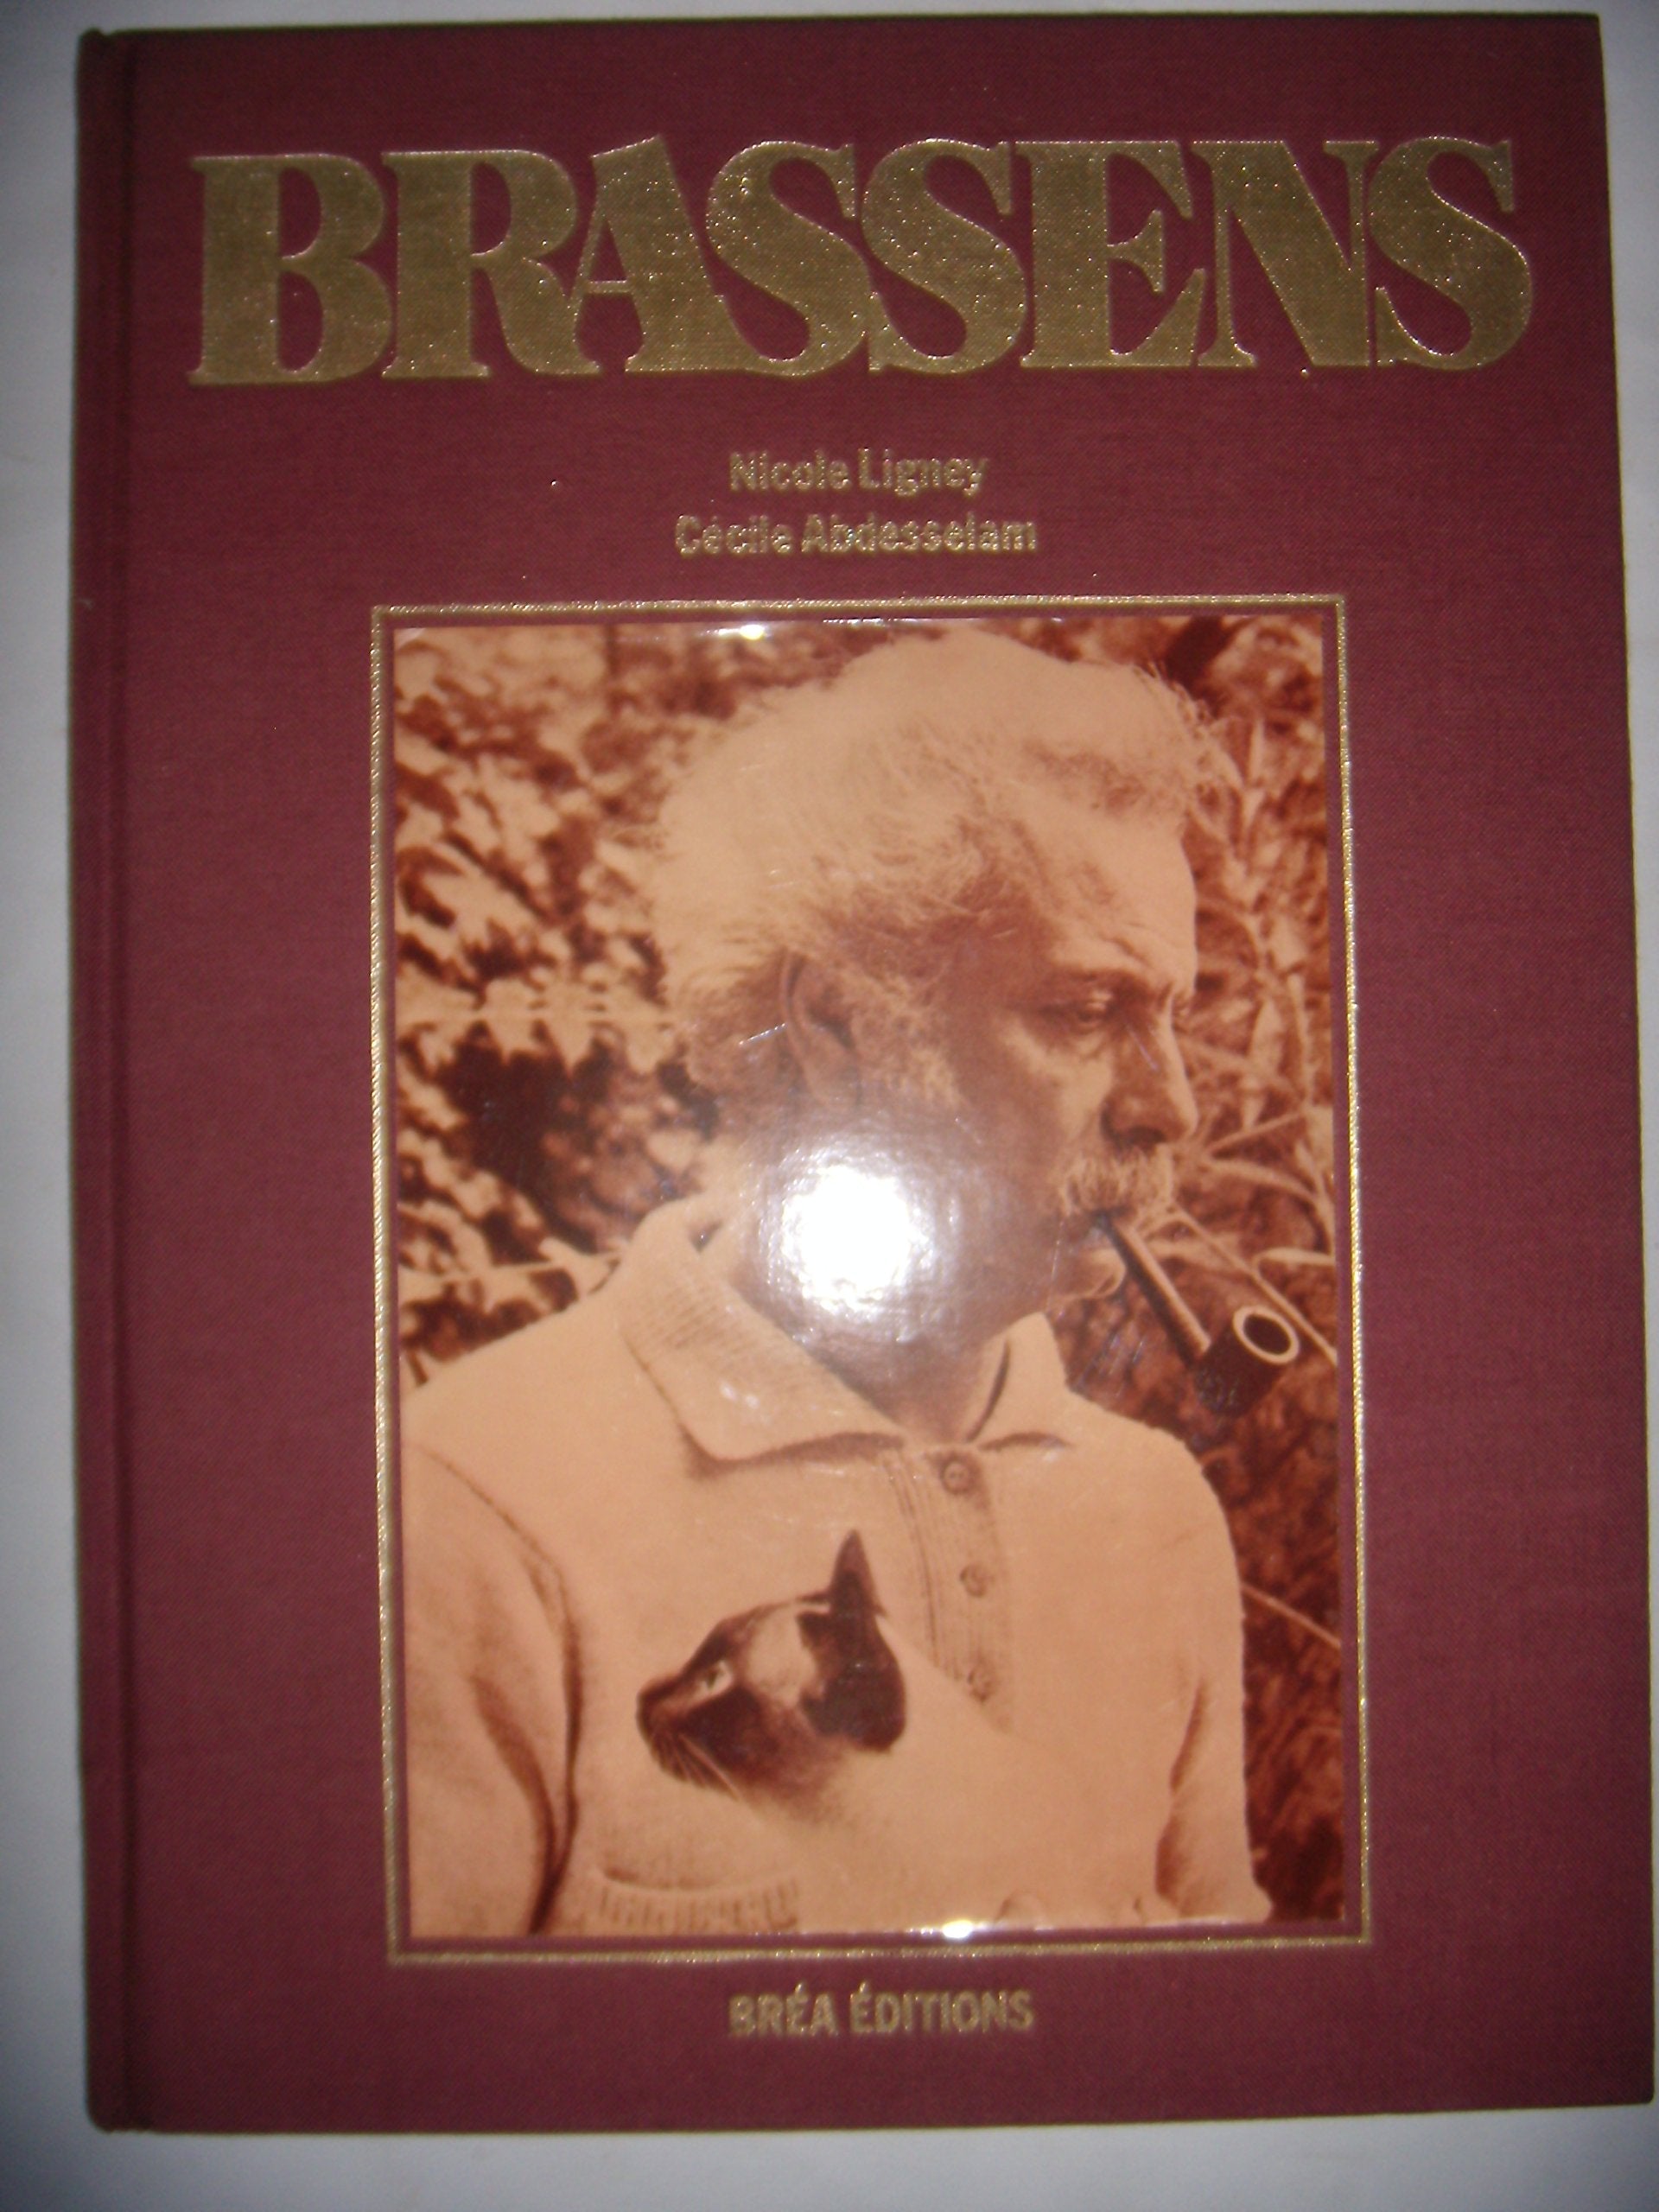 BRASSENS
Nicole Ligney
Cécile Abdesselam
BRÉA ÉDITIONS